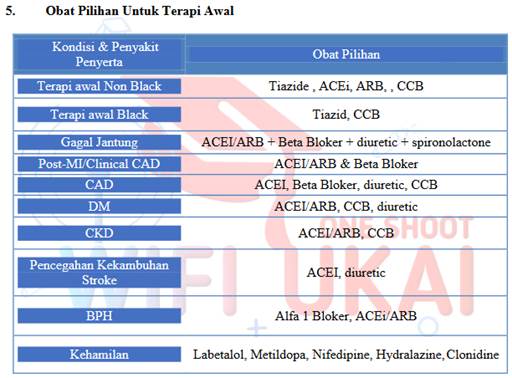 5. Obat Pilihan Untuk Terapi Awal
Kondisi & Penyakit
Penyerta
Obat Pilihan
Terapi awal Non Black
Tiazide , ACEi, ARB, , CCB
Terapi awal Black
Tiazid, CCB
Gagal Jantung
ACEI/ARB + Beta Bloker + diuretic + spironolactone
Post-MI/Clinical CAD
ACEI/ARB & Beta Bloker
CAD
ACEI, Beta Bloker, diuretic, CCB
DM
ACEI/ARB, CCB, diuretic
CKD
ACEI/ARB, CCB
Pencegahan Kekambuhan
Stroke
ACEI, diuretic
BPH
Alfa 1 Bloker, ACEi/ARB
Kehamilan
Labetalol, Metildopa, Nifedipine, Hydralazine, Clonidine
ONE SHOOT
WIFI UKAI